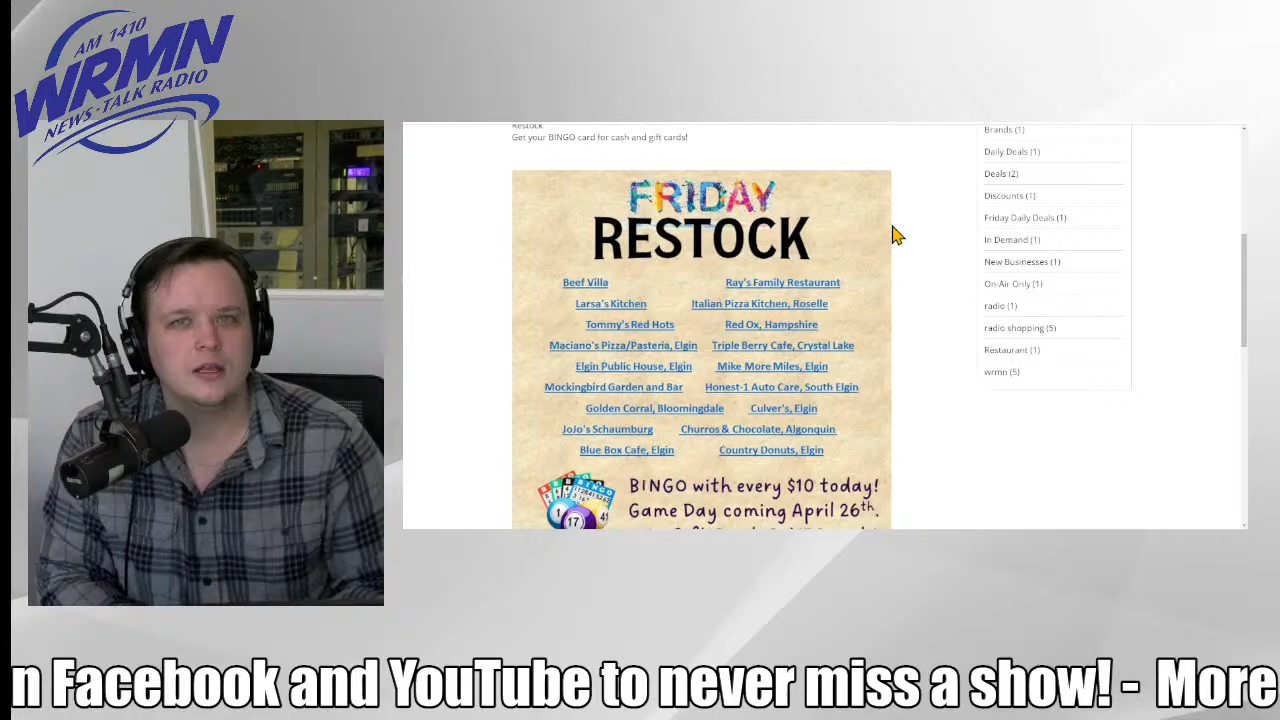 AM 1410
WRMN
NEWS·TALK RADIO
Restock
Get your BINGO card for cash and gift cards!
FRIDAY
RESTOCK
Beef Villa Ray's Family Restaurant
Larsa's Kitchen Italian Pizza Kitchen, Roselle
Tommy's Red Hots Red Ox, Hampshire
Maciano's Pizza/Pasteria, Elgin Triple Berry Cafe, Crystal Lake
Elgin Public House, Elgin Mike More Miles, Elgin
Mockingbird Garden and Bar Honest-1 Auto Care, South Elgin
Golden Corral, Bloomingdale Culver's, Elgin
JoJo's Schaumburg Churros & Chocolate, Algonquin
Blue Box Cafe, Elgin Country Donuts, Elgin
BINGO
1
17
41
BINGO with every $10 today!
Game Day coming April 26th.
Brands (1)
Daily Deals (1)
Deals (2)
Discounts (1)
Friday Daily Deals (1)
In Demand (1)
New Businesses (1)
On-Air Only (1)
radio (1)
radio shopping (5)
Restaurant (1)
wrmn (5)
n Facebook and YouTube to never miss a show! - More